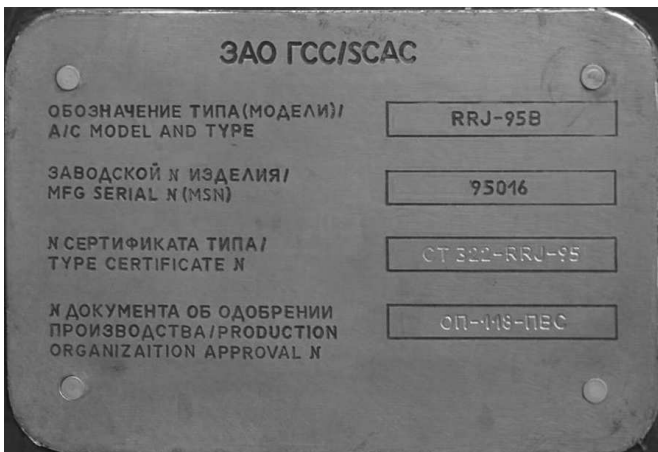 ЗАО ГСС/SCAC
ОБОЗНАЧЕНИЕ ТИПА(МОДЕЛИ)/
A/C MODEL AND TYPE
RRJ-95B
ЗАВОДСКОЙ N ИЗДЕЛИЯ/
MFG SERIAL N(MSN)
95016
N СЕРТИФИКАТА ТИПА/
TYPE CERTIFICATE N
СТ 322-RRJ-95
N ДОКУМЕНТА ОБ ОДОБРЕНИИ
ПРОИЗВОДСТВА/PRODUCTION
ORGANIZAITION APPROVAL N
ОП-118-ПВС